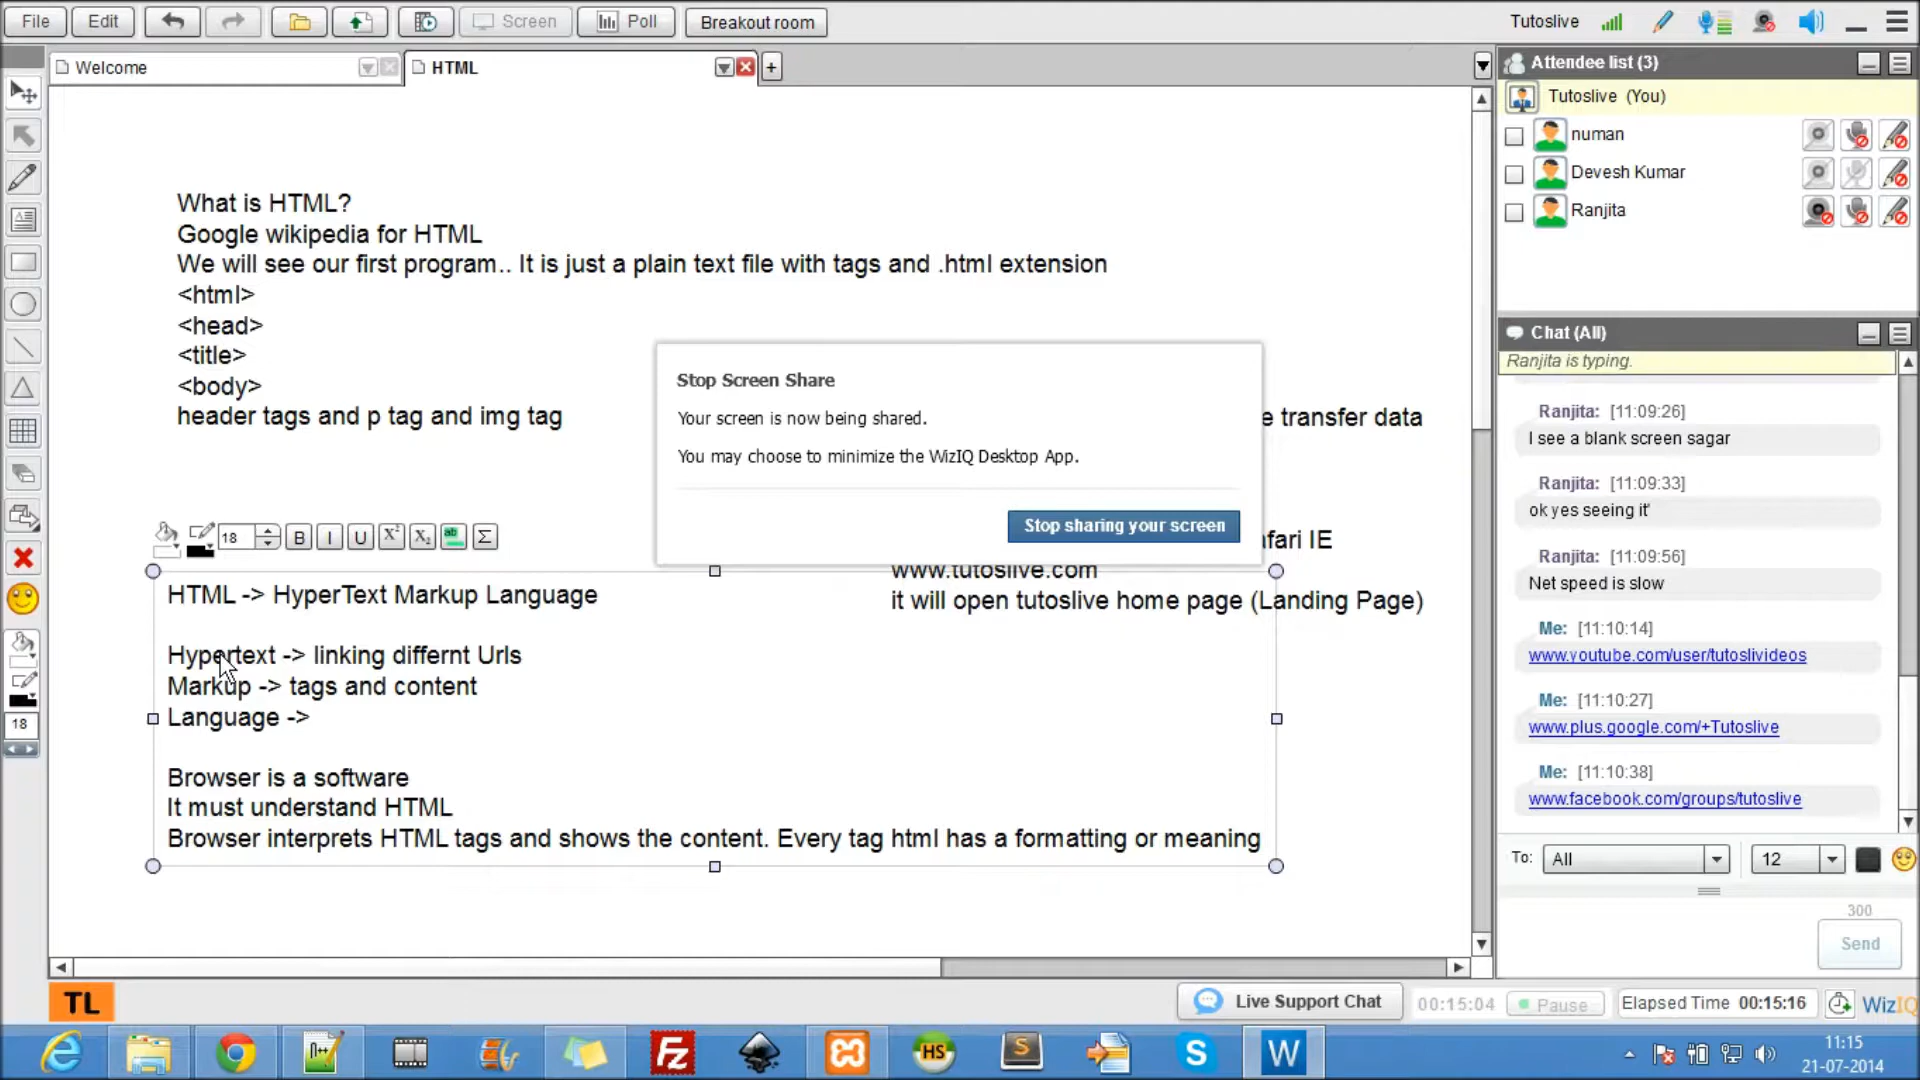 File
Edit
Screen
Poll
Breakout room
Tutoslive
Welcome
HTML
What is HTML?
Google wikipedia for HTML
We will see our first program.. It is just a plain text file with tags and .html extension
<html>
<head>
<title>
<body>
header tags and p tag and img tag
e transfer data
Stop Screen Share
Your screen is now being shared.
You may choose to minimize the WizIQ Desktop App.
Stop sharing your screen
18
B
I
U
X²
X₂
ab
Σ
afari IE
www.tutoslive.com
it will open tutoslive home page (Landing Page)
HTML -> HyperText Markup Language
Hypertext -> linking differnt Urls
Markup -> tags and content
Language ->
Browser is a software
It must understand HTML
Browser interprets HTML tags and shows the content. Every tag html has a formatting or meaning
18
Attendee list (3)
Tutoslive (You)
numan
Devesh Kumar
Ranjita
Chat (All)
Ranjita is typing.
Ranjita: [11:09:26]
I see a blank screen sagar
Ranjita: [11:09:33]
ok yes seeing it'
Ranjita: [11:09:56]
Net speed is slow
Me: [11:10:14]
www.youtube.com/user/tutoslivideos
Me: [11:10:27]
www.plus.google.com/+Tutoslive
Me: [11:10:38]
www.facebook.com/groups/tutoslive
To:
All
12
300
Send
TL
Live Support Chat
00:15:04
Pause
Elapsed Time 00:15:16
WizIQ
N++
Fz
HS
S
S
W
11:15
21-07-2014